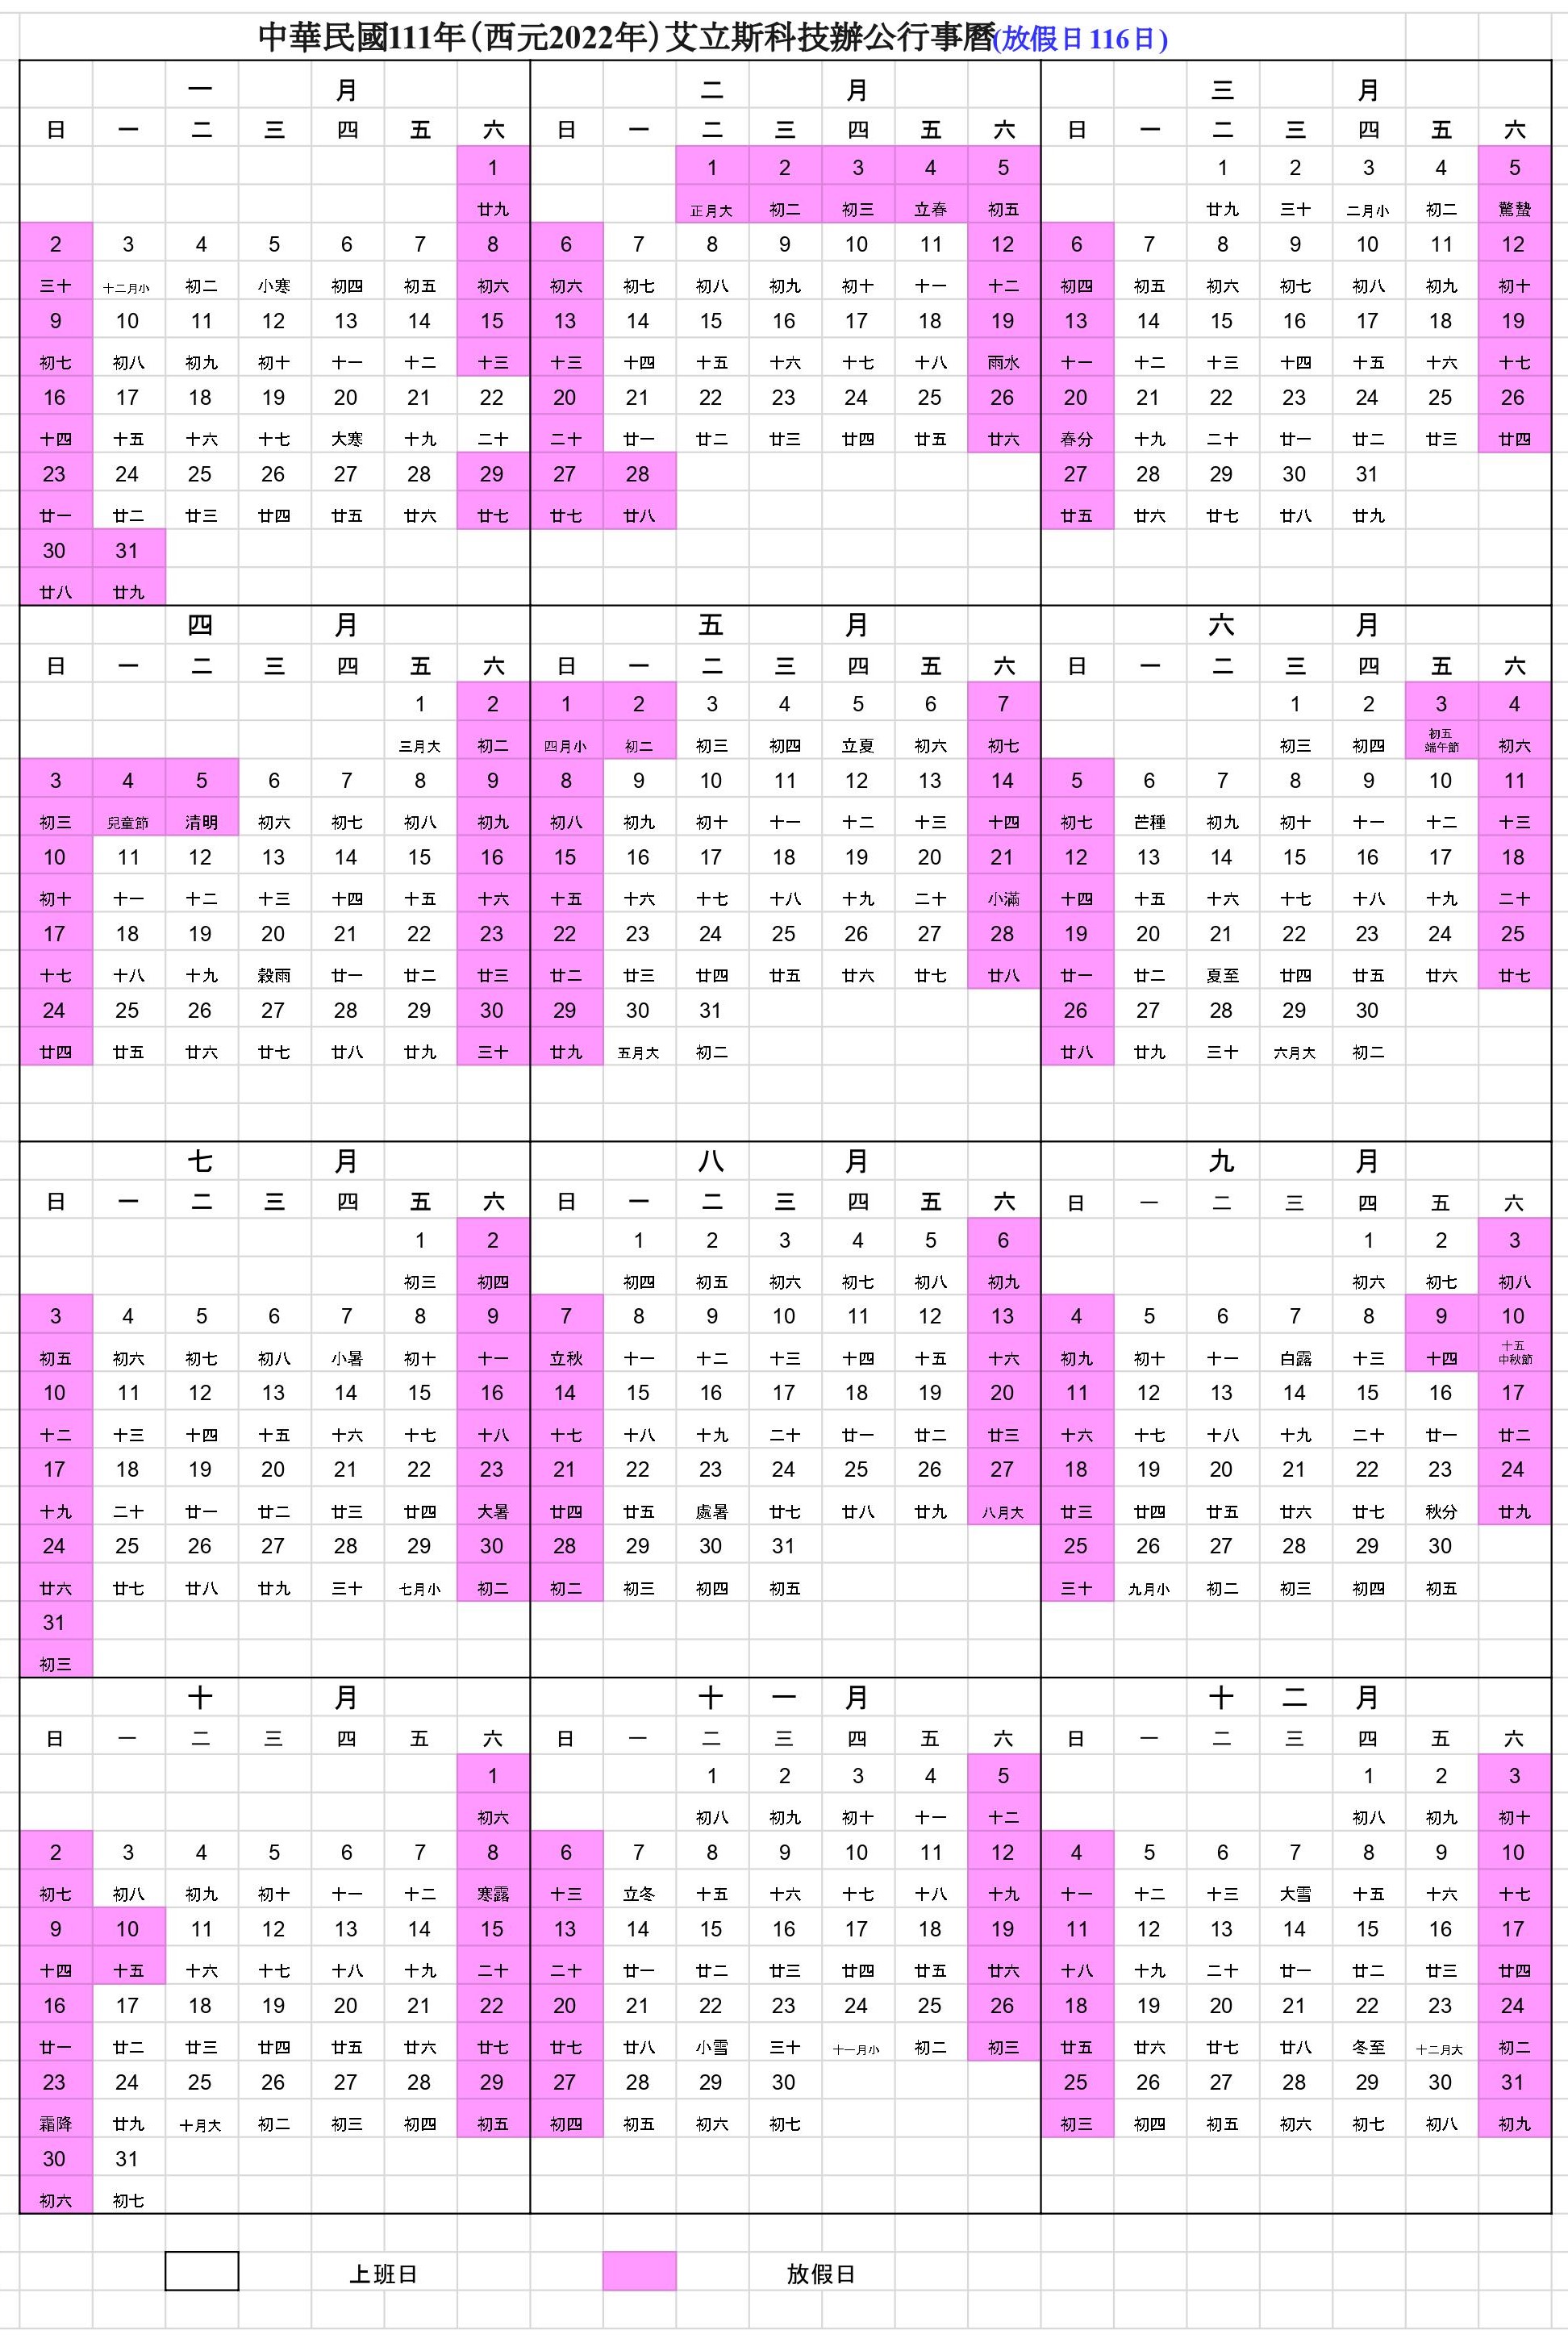 中華民國111年(西元2022年)艾立斯科技辦公行事曆(放假日 116日)
一 月 二 月 三 月
日 一 二 三 四 五 六 日 一 二 三 四 五 六 日 一 二 三 四 五 六
1 1 2 3 4 5 1 2 3 4 5
廿九 正月大 初二 初三 立春 初五 廿九 三十 二月小 初二 驚蟄
2 3 4 5 6 7 8 6 7 8 9 10 11 12 6 7 8 9 10 11 12
三十 十二月小 初二 小寒 初四 初五 初六 初六 初七 初八 初九 初十 十一 十二 初四 初五 初六 初七 初八 初九 初十
9 10 11 12 13 14 15 13 14 15 16 17 18 19 13 14 15 16 17 18 19
初七 初八 初九 初十 十一 十二 十三 十三 十四 十五 十六 十七 十八 雨水 十一 十二 十三 十四 十五 十六 十七
16 17 18 19 20 21 22 20 21 22 23 24 25 26 20 21 22 23 24 25 26
十四 十五 十六 十七 大寒 十九 二十 二十 廿一 廿二 廿三 廿四 廿五 廿六 春分 十九 二十 廿一 廿二 廿三 廿四
23 24 25 26 27 28 29 27 28 27 28 29 30 31
廿一 廿二 廿三 廿四 廿五 廿六 廿七 廿七 廿八 廿五 廿六 廿七 廿八 廿九
30 31
廿八 廿九
四 月 五 月 六 月
日 一 二 三 四 五 六 日 一 二 三 四 五 六 日 一 二 三 四 五 六
1 2 1 2 3 4 5 6 7 1 2 3 4
三月大 初二 四月小 初二 初三 初四 立夏 初六 初七 初三 初四 初五 端午節 初六
3 4 5 6 7 8 9 8 9 10 11 12 13 14 5 6 7 8 9 10 11
初三 兒童節 清明 初六 初七 初八 初九 初八 初九 初十 十一 十二 十三 十四 初七 芒種 初九 初十 十一 十二 十三
10 11 12 13 14 15 16 15 16 17 18 19 20 21 12 13 14 15 16 17 18
初十 十一 十二 十三 十四 十五 十六 十五 十六 十七 十八 十九 二十 小滿 十四 十五 十六 十七 十八 十九 二十
17 18 19 20 21 22 23 22 23 24 25 26 27 28 19 20 21 22 23 24 25
十七 十八 十九 穀雨 廿一 廿二 廿三 廿二 廿三 廿四 廿五 廿六 廿七 廿八 廿一 廿二 夏至 廿四 廿五 廿六 廿七
24 25 26 27 28 29 30 29 30 31 26 27 28 29 30
廿四 廿五 廿六 廿七 廿八 廿九 三十 廿九 五月大 初二 廿八 廿九 三十 六月大 初二
七 月 八 月 九 月
日 一 二 三 四 五 六 日 一 二 三 四 五 六 日 一 二 三 四 五 六
1 2 1 2 3 4 5 6 1 2 3
初三 初四 初四 初五 初六 初七 初八 初九 初六 初七 初八
3 4 5 6 7 8 9 7 8 9 10 11 12 13 4 5 6 7 8 9 10
初五 初六 初七 初八 小暑 初十 十一 立秋 十一 十二 十三 十四 十五 十六 初九 初十 十一 白露 十三 十四 十五 中秋節
10 11 12 13 14 15 16 14 15 16 17 18 19 20 11 12 13 14 15 16 17
十二 十三 十四 十五 十六 十七 十八 十七 十八 十九 二十 廿一 廿二 廿三 十六 十七 十八 十九 二十 廿一 廿二
17 18 19 20 21 22 23 21 22 23 24 25 26 27 18 19 20 21 22 23 24
十九 二十 廿一 廿二 廿三 廿四 大暑 廿四 廿五 處暑 廿七 廿八 廿九 八月大 廿三 廿四 廿五 廿六 廿七 秋分 廿九
24 25 26 27 28 29 30 28 29 30 31 25 26 27 28 29 30
廿六 廿七 廿八 廿九 三十 七月小 初二 初二 初三 初四 初五 三十 九月小 初二 初三 初四 初五
31
初三
十 月 十 一 月 十 二 月
日 一 二 三 四 五 六 日 一 二 三 四 五 六 日 一 二 三 四 五 六
1 1 2 3 4 5 1 2 3
初六 初八 初九 初十 十一 十二 初八 初九 初十
2 3 4 5 6 7 8 6 7 8 9 10 11 12 4 5 6 7 8 9 10
初七 初八 初九 初十 十一 十二 寒露 十三 立冬 十五 十六 十七 十八 十九 十一 十二 十三 大雪 十五 十六 十七
9 10 11 12 13 14 15 13 14 15 16 17 18 19 11 12 13 14 15 16 17
十四 十五 十六 十七 十八 十九 二十 二十 廿一 廿二 廿三 廿四 廿五 廿六 十八 十九 二十 廿一 廿二 廿三 廿四
16 17 18 19 20 21 22 20 21 22 23 24 25 26 18 19 20 21 22 23 24
廿一 廿二 廿三 廿四 廿五 廿六 廿七 廿七 廿八 小雪 三十 十一月小 初二 初三 廿五 廿六 廿七 廿八 冬至 十二月大 初二
23 24 25 26 27 28 29 27 28 29 30 25 26 27 28 29 30 31
霜降 廿九 十月大 初二 初三 初四 初五 初四 初五 初六 初七 初三 初四 初五 初六 初七 初八 初九
30 31
初六 初七
上班日 放假日